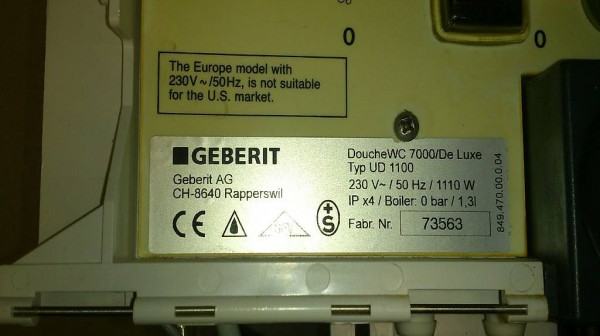 0
0
The Europe model with
230V~/50Hz, is not suitable
for the U.S. market.
GEBERIT
Geberit AG
CH-8640 Rapperswil
CE
+
S
DoucheWC 7000/De Luxe
Typ UD 1100
230 V~ / 50 Hz / 1110 W
IP x4 / Boiler: 0 bar / 1,3l
Fabr. Nr. 73563
849.470.00.0.04